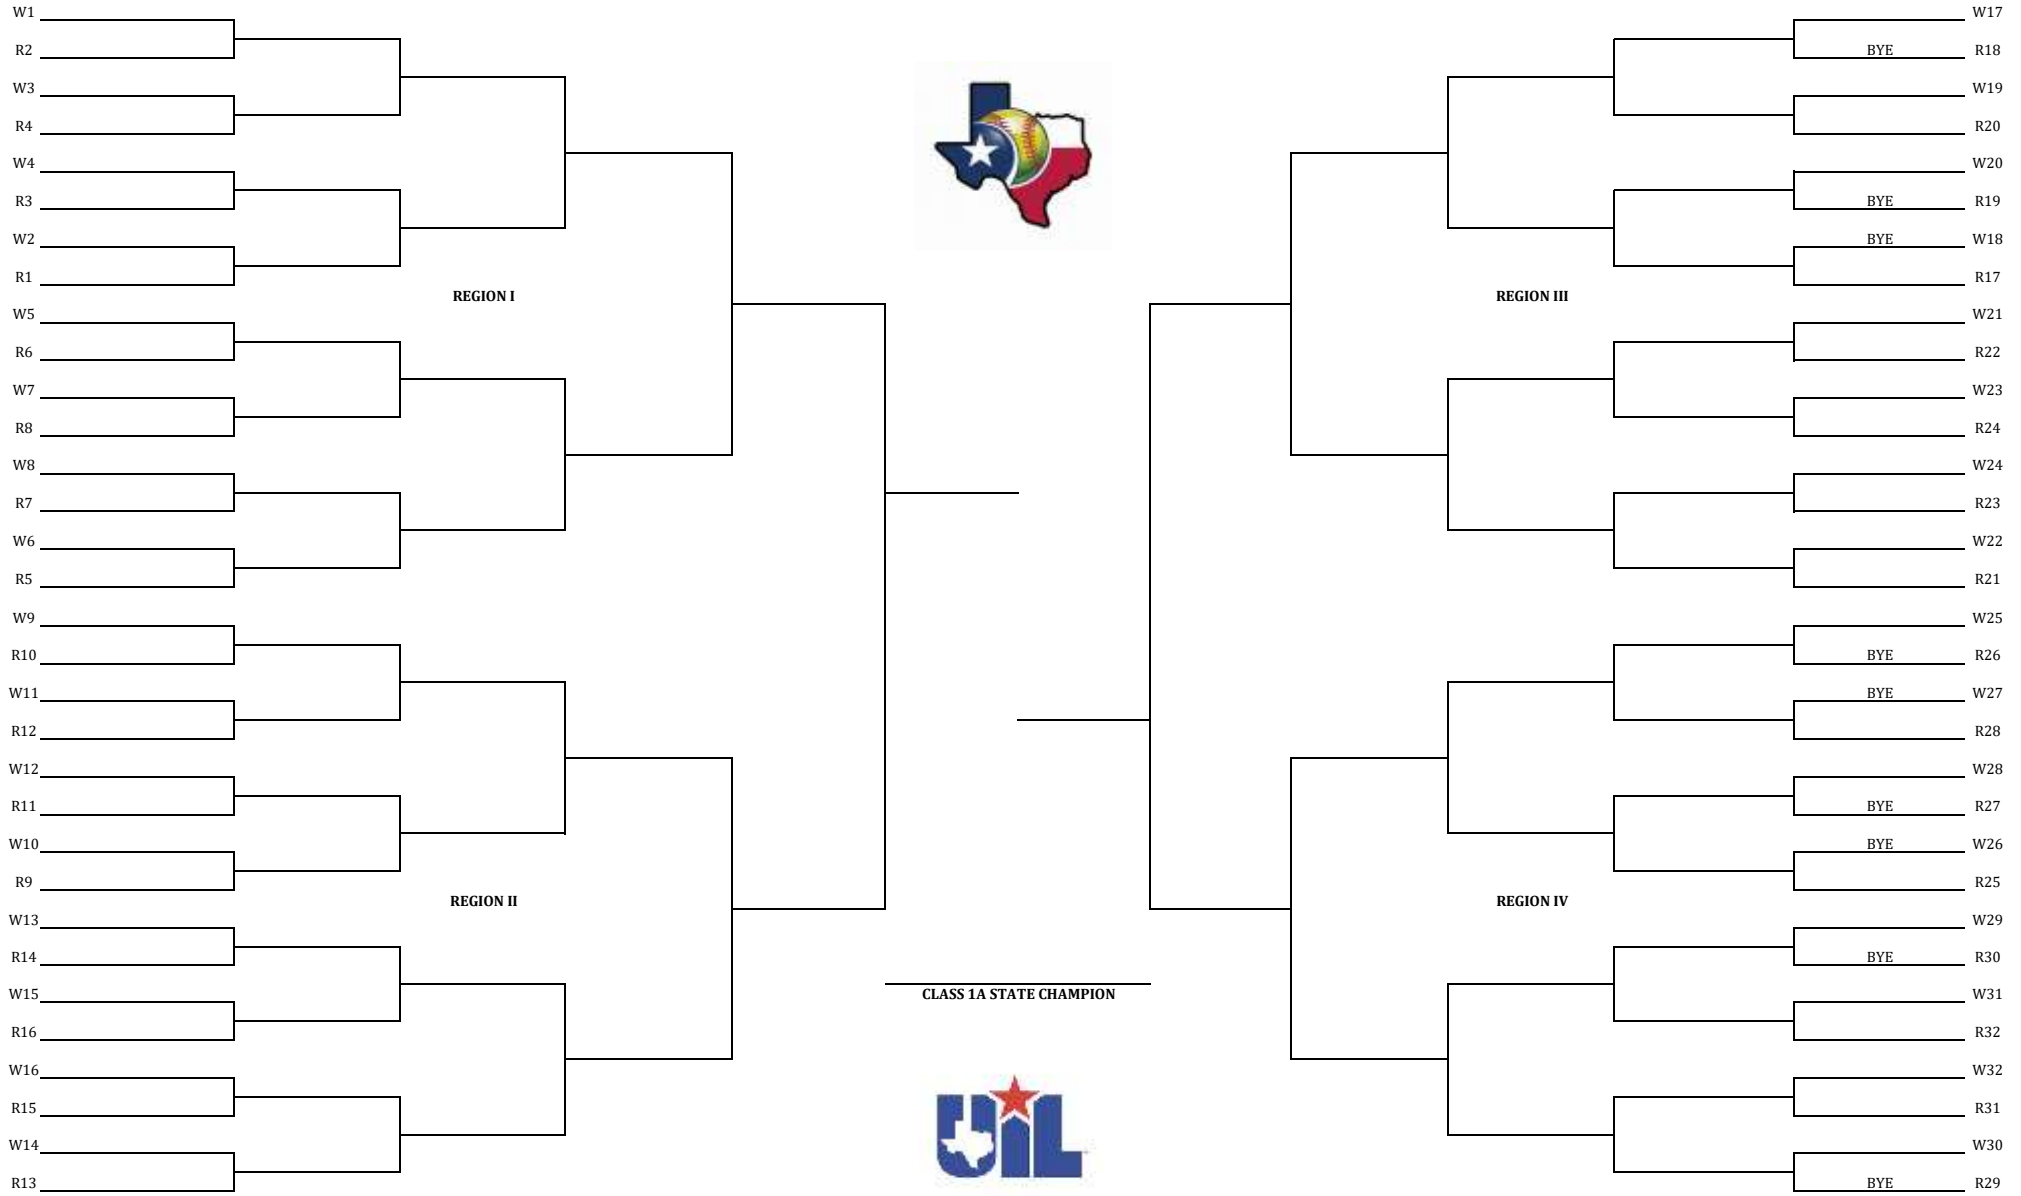 W1
R2
W3
R4
W4
R3
W2
R1
REGION I
W5
R6
W7
R8
W8
R7
W6
R5
W9
R10
W11
R12
W12
R11
W10
R9
REGION II
W13
R14
W15
R16
W16
R15
W14
R13
CLASS 1A STATE CHAMPION
UIL
W17
BYE R18
W19
R20
W20
BYE R19
BYE W18
R17
REGION III
W21
R22
W23
R24
W24
R23
W22
R21
W25
BYE R26
BYE W27
R28
W28
BYE R27
BYE W26
R25
REGION IV
W29
BYE R30
W31
R32
W32
R31
W30
BYE R29